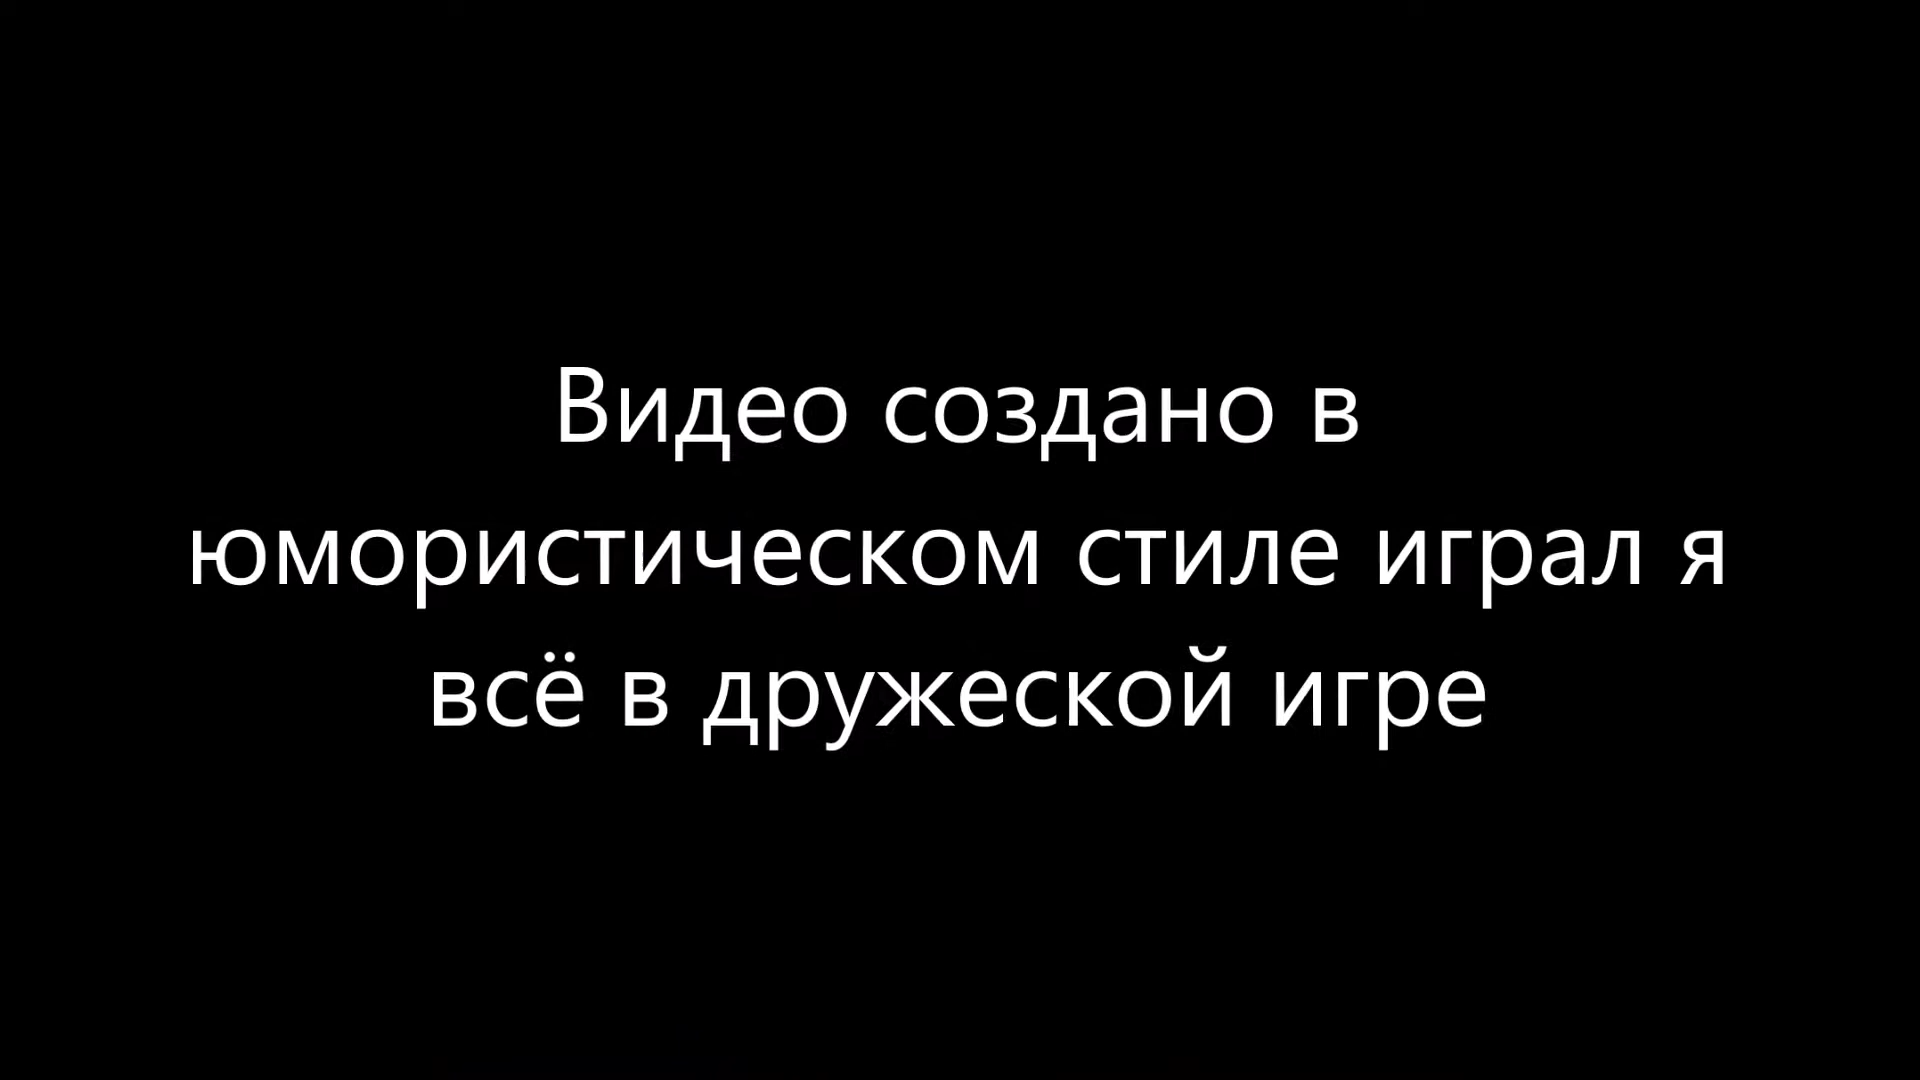 Видео создано в
юмористическом стиле играл я
всё в дружеской игре